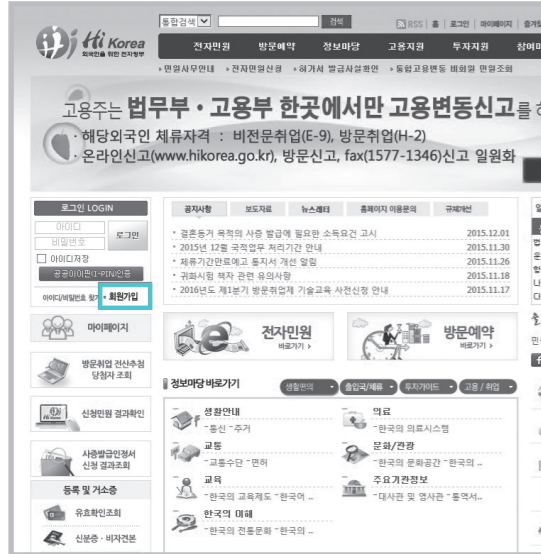 통합검색
검색
RSS 홈 로그인 마이페이지 즐겨찾
Hi Korea
외국인을 위한 전자정부
전자민원 방문예약 정보마당 고용지원 투자지원 참여마
민원사무안내 전자민원신청 허가서 발급사실확인 통합고용변동 비회원 민원조회
고용주는 법무부 · 고용부 한곳에서만 고용변동신고를
· 해당외국인 체류자격 : 비전문취업(E-9), 방문취업(H-2)
· 온라인신고(www.hikorea.go.kr), 방문신고, fax(1577-1346)신고 일원화
로그인 LOGIN
아이디
비밀번호
로그인
아이디저장
공공아이핀(I-PIN)인증
아이디/비밀번호 찾기 회원가입
공지사항 보도자료 뉴스레터 홈페이지 이용문의 규제개선
· 결혼동거 목적의 사증 발급에 필요한 소득요건 고시 2015.12.01
· 2015년 12월 국적업무 처리기간 안내 2015.11.30
· 체류기간만료예고 통지서 개선 알림 2015.11.26
· 귀화시험 책자 관련 유의사항 2015.11.18
· 2016년도 제1분기 방문취업제 기술교육 사전신청 안내 2015.11.17
마이페이지
방문취업 전산추첨
당첨자 조회
신청민원 결과확인
사증발급인정서
신청 결과조회
등록 및 거소증
유효확인조회
신분증 · 비자견본
전자민원
바로가기 ›
방문예약
바로가기 ›
정보마당 바로가기
생활편의 출입국/체류 투자가이드 고용 / 취업
생활안내
통신 주거
의료
한국의 의료시스템
교통
교통수단 면허
문화/관광
한국의 문화공간 한국의 ..
교육
한국의 교육제도 한국어 ..
주요기관정보
대사관 및 영사관 통역서..
한국의 이해
한국의 전통문화 한국의 ..